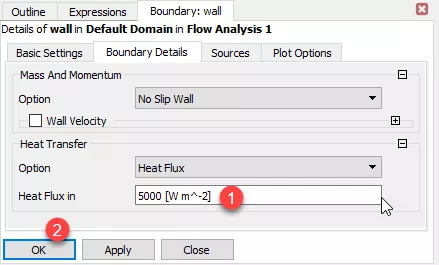 Outline Expressions Boundary: wall
Details of wall in Default Domain in Flow Analysis 1
Basic Settings Boundary Details Sources Plot Options
Mass And Momentum
Option No Slip Wall
Wall Velocity
Heat Transfer
Option Heat Flux
Heat Flux in 5000 [W m^-2] 1
2
OK Apply Close